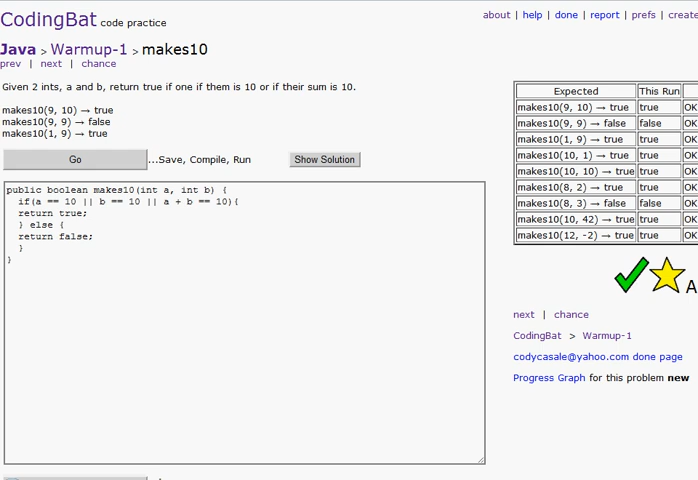 CodingBat code practice
about | help | done | report | prefs | create
Java > Warmup-1 > makes10
prev | next | chance
Given 2 ints, a and b, return true if one if them is 10 or if their sum is 10.
makes10(9, 10) → true
makes10(9, 9) → false
makes10(1, 9) → true
Go ...Save, Compile, Run Show Solution
public boolean makes10(int a, int b) {
if(a == 10 || b == 10 || a + b == 10){
return true;
} else {
return false;
}
}
Expected This Run
makes10(9, 10) → true true OK
makes10(9, 9) → false false OK
makes10(1, 9) → true true OK
makes10(10, 1) → true true OK
makes10(10, 10) → true true OK
makes10(8, 2) → true true OK
makes10(8, 3) → false false OK
makes10(10, 42) → true true OK
makes10(12, -2) → true true OK
A
next | chance
CodingBat > Warmup-1
codycasale@yahoo.com done page
Progress Graph for this problem new